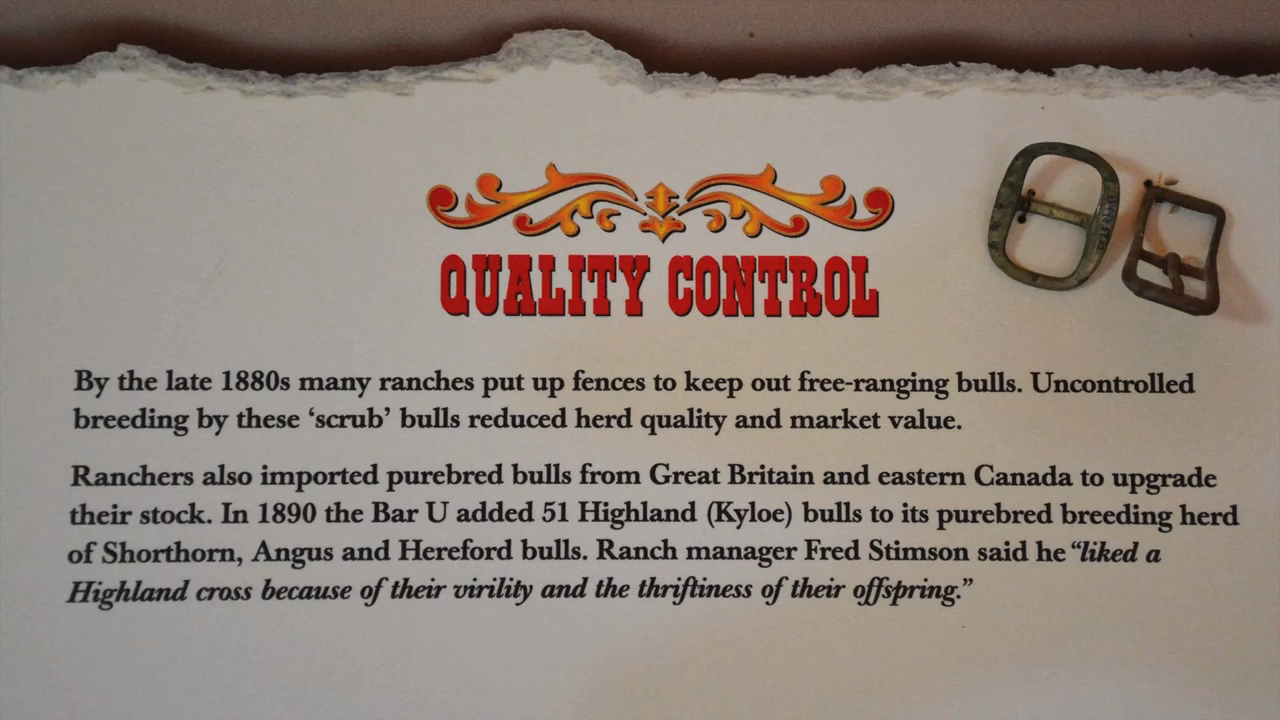 QUALITY CONTROL
By the late 1880s many ranches put up fences to keep out free-ranging bulls. Uncontrolled
breeding by these ‘scrub’ bulls reduced herd quality and market value.
Ranchers also imported purebred bulls from Great Britain and eastern Canada to upgrade
their stock. In 1890 the Bar U added 51 Highland (Kyloe) bulls to its purebred breeding herd
of Shorthorn, Angus and Hereford bulls. Ranch manager Fred Stimson said he “liked a
Highland cross because of their virility and the thriftiness of their offspring.”